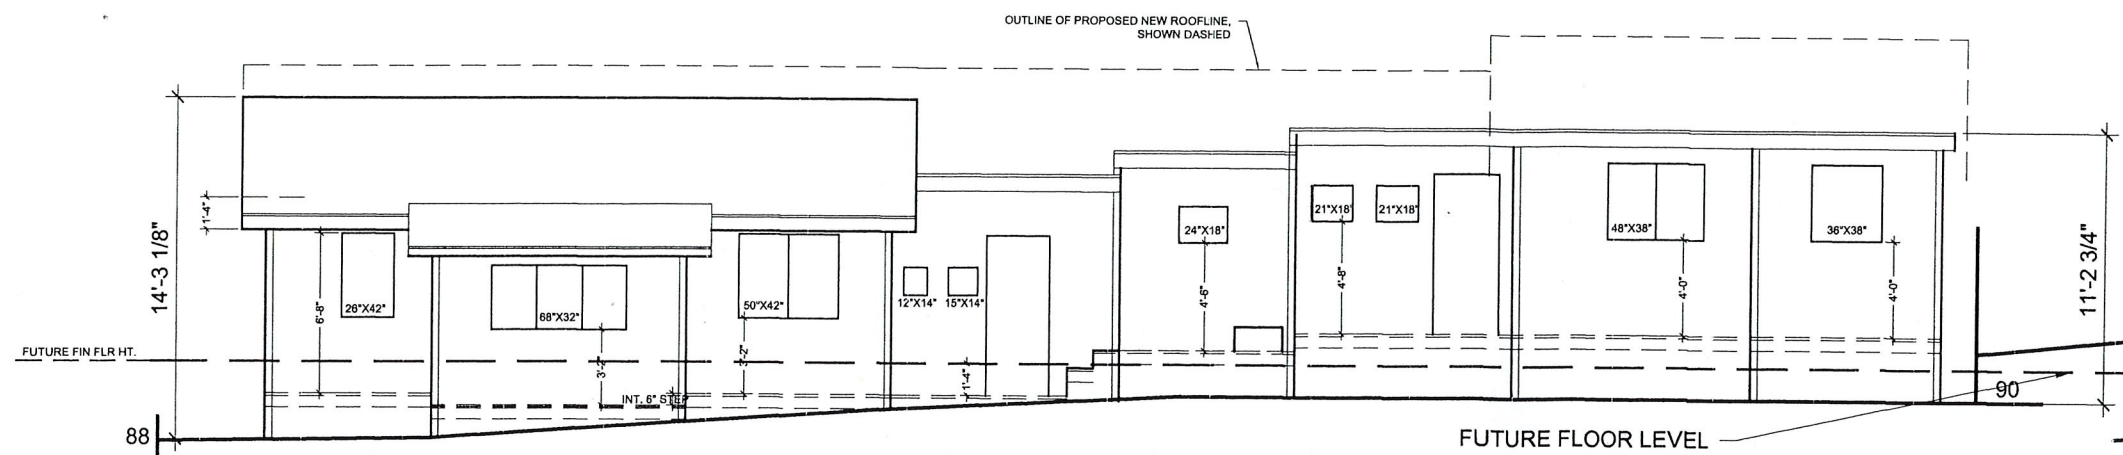 OUTLINE OF PROPOSED NEW ROOFLINE,
SHOWN DASHED
14'-3 1/8"
1'-4"
6'-8"
26"X42"
68"X32"
3'-2"
INT. 6" STEP
50"X42"
3'-2"
12"X14"
15"X14"
1'-4"
24"X18"
4'-6"
21"X18"
21"X18"
4'-8"
48"X38"
4'-0"
36"X38"
4'-0"
11'-2 3/4"
FUTURE FIN FLR HT.
88
90
FUTURE FLOOR LEVEL